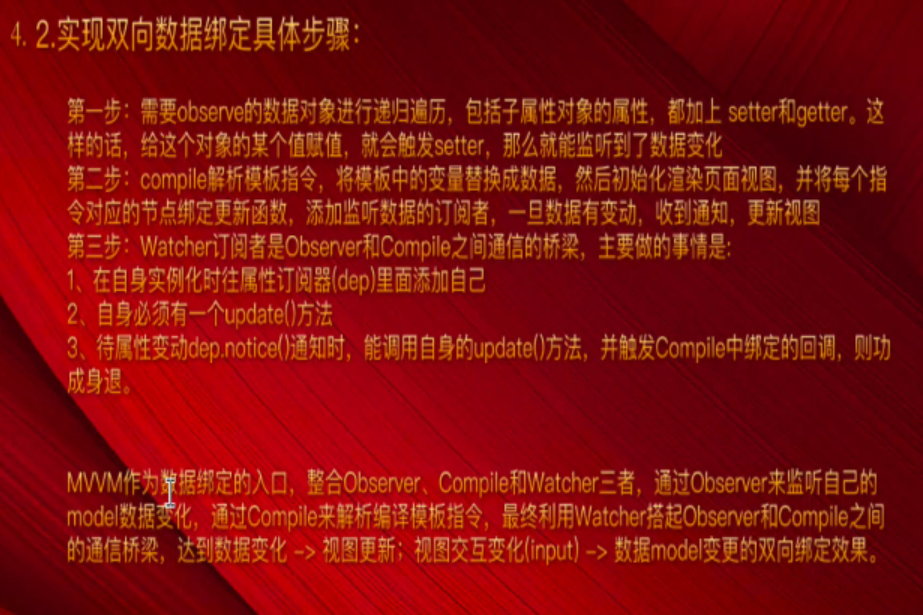 4. 2.实现双向数据绑定具体步骤：
第一步：需要observe的数据对象进行递归遍历，包括子属性对象的属性，都加上 setter和getter。这
样的话，给这个对象的某个值赋值，就会触发setter，那么就能监听到了数据变化
第二步：compile解析模板指令，将模板中的变量替换成数据，然后初始化渲染页面视图，并将每个指
令对应的节点绑定更新函数，添加监听数据的订阅者，一旦数据有变动，收到通知，更新视图
第三步：Watcher订阅者是Observer和Compile之间通信的桥梁，主要做的事情是:
1、在自身实例化时往属性订阅器(dep)里面添加自己
2、自身必须有一个update()方法
3、待属性变动dep.notice()通知时，能调用自身的update()方法，并触发Compile中绑定的回调，则功
成身退。
MVVM作为数据绑定的入口，整合Observer、Compile和Watcher三者，通过Observer来监听自己的
model数据变化，通过Compile来解析编译模板指令，最终利用Watcher搭起Observer和Compile之间
的通信桥梁，达到数据变化 -> 视图更新；视图交互变化(input) -> 数据model变更的双向绑定效果。